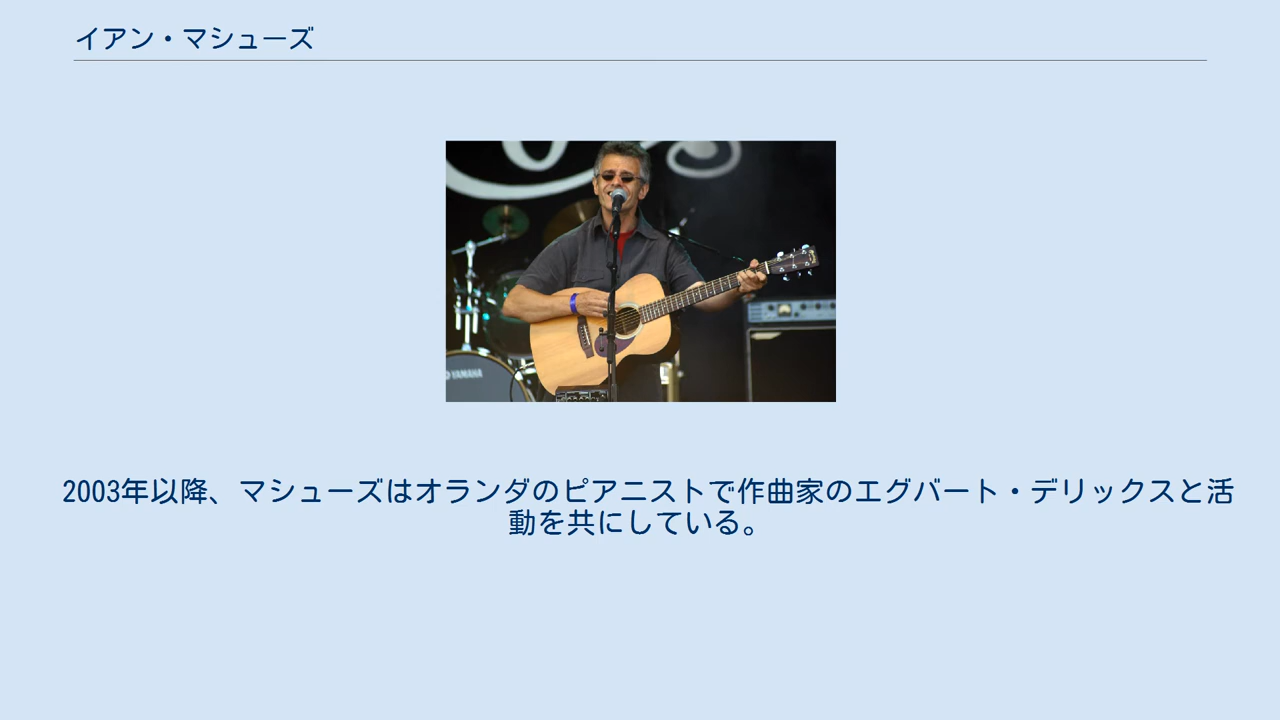 イアン・マシューズ
YAMAHA
2003年以降、マシューズはオランダのピアニストで作曲家のエグバート・デリックスと活
動を共にしている。